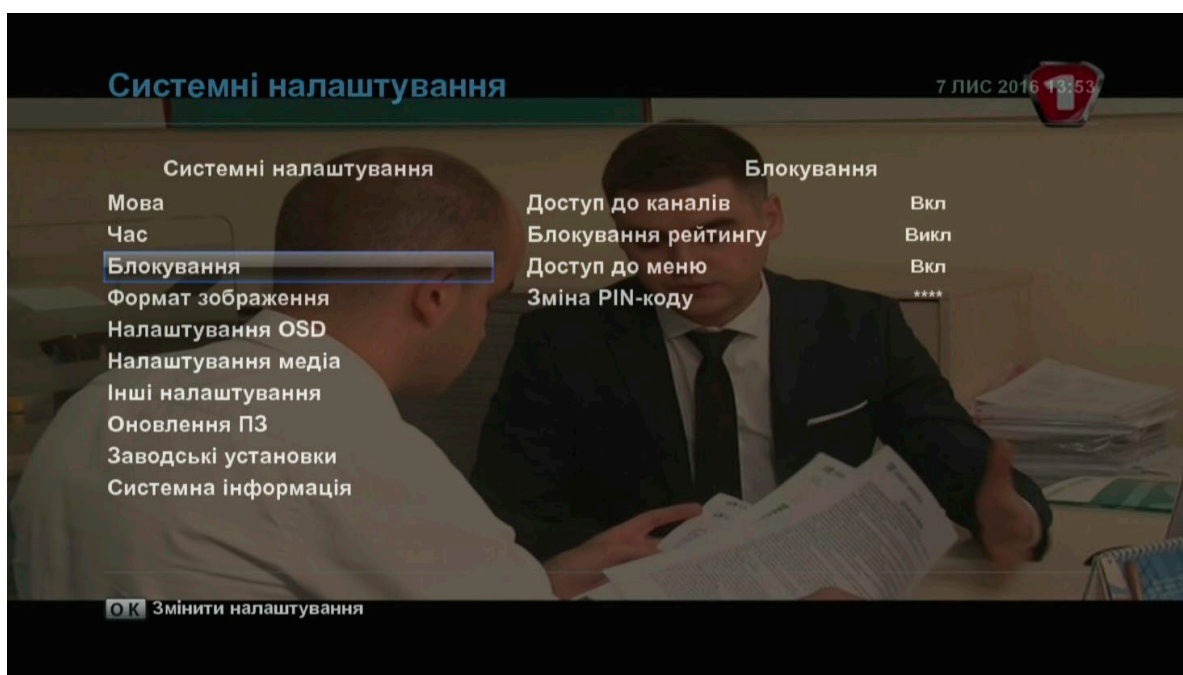 Системні налаштування
7 ЛИС 2016 13:53
1
Системні налаштування
Мова
Час
Блокування
Формат зображення
Налаштування OSD
Налаштування медіа
Інші налаштування
Оновлення ПЗ
Заводські установки
Системна інформація
Блокування
Доступ до каналів Вкл
Блокування рейтингу Викл
Доступ до меню Вкл
Зміна PIN-коду ****
OK Змінити налаштування